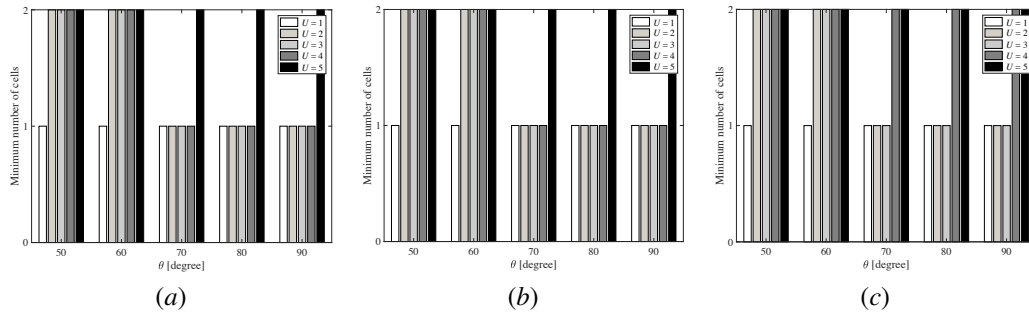 2
1
0
Minimum number of cells
50
60
70
80
90
θ [degree]
U = 1
U = 2
U = 3
U = 4
U = 5
(a)
2
1
0
Minimum number of cells
50
60
70
80
90
θ [degree]
U = 1
U = 2
U = 3
U = 4
U = 5
(b)
2
1
0
Minimum number of cells
50
60
70
80
90
θ [degree]
U = 1
U = 2
U = 3
U = 4
U = 5
(c)